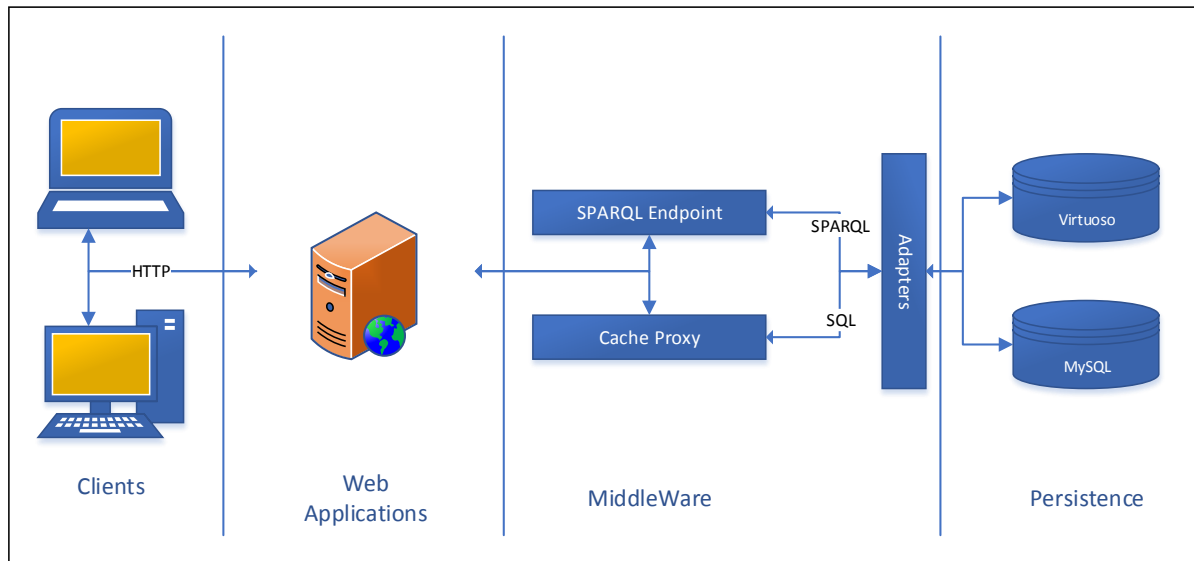 HTTP
SPARQL Endpoint
Cache Proxy
SPARQL
SQL
Adapters
Virtuoso
MySQL
Clients
Web
Applications
MiddleWare
Persistence